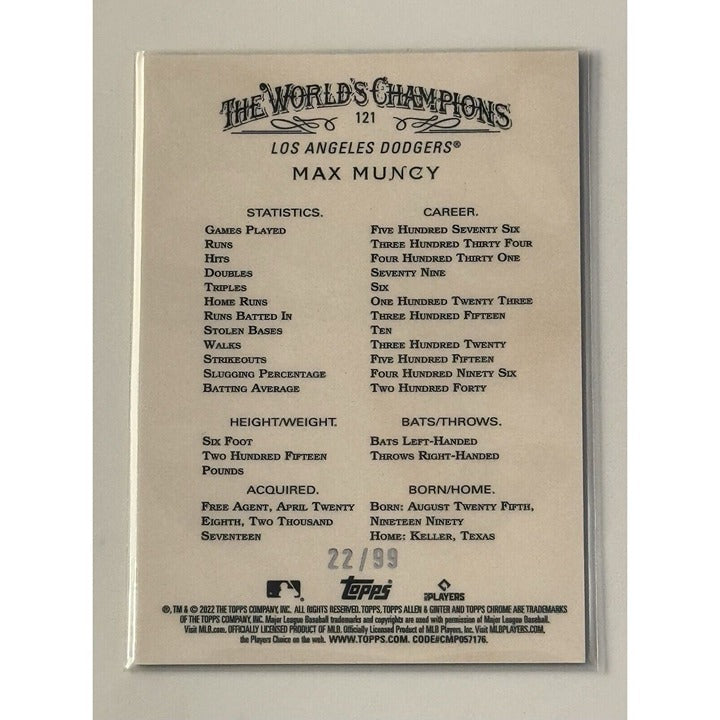 THE WORLD'S CHAMPIONS
121
LOS ANGELES DODGERS®
MAX MUNCY
STATISTICS. CAREER.
GAMES PLAYED FIVE HUNDRED SEVENTY SIX
RUNS THREE HUNDRED THIRTY FOUR
HITS FOUR HUNDRED THIRTY ONE
DOUBLES SEVENTY NINE
TRIPLES SIX
HOME RUNS ONE HUNDRED TWENTY THREE
RUNS BATTED IN THREE HUNDRED FIFTEEN
STOLEN BASES TEN
WALKS THREE HUNDRED TWENTY
STRIKEOUTS FIVE HUNDRED FIFTEEN
SLUGGING PERCENTAGE FOUR HUNDRED NINETY SIX
BATTING AVERAGE TWO HUNDRED FORTY
HEIGHT/WEIGHT.
SIX FOOT
TWO HUNDRED FIFTEEN
POUNDS
BATS/THROWS.
BATS LEFT-HANDED
THROWS RIGHT-HANDED
ACQUIRED.
FREE AGENT, APRIL TWENTY
EIGHTH, TWO THOUSAND
SEVENTEEN
BORN/HOME.
BORN: AUGUST TWENTY FIFTH,
NINETEEN NINETY
HOME: KELLER, TEXAS
22/99
Topps
PLAYERS
®, TM & © 2022 THE TOPPS COMPANY, INC. ALL RIGHTS RESERVED. TOPPS, TOPPS ALLEN & GINTER AND TOPPS CHROME ARE TRADEMARKS
OF THE TOPPS COMPANY, INC. Major League Baseball trademarks and copyrights are used with permission of Major League Baseball.
Visit MLB.com. OFFICIALLY LICENSED PRODUCT OF MLB. Officially Licensed Product of MLB Players, Inc. Visit MLBPLAYERS.COM,
the Players Choice on the web. WWW.TOPPS.COM. CODE#CMP057176.